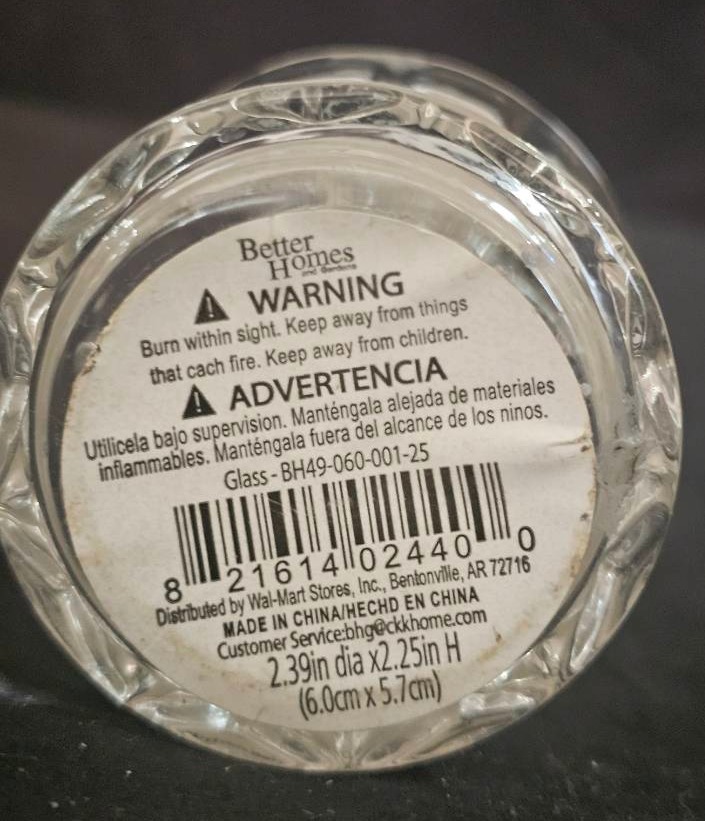 Better
Homes
and Gardens
WARNING
Burn within sight. Keep away from things
that cach fire. Keep away from children.
ADVERTENCIA
Utilicela bajo supervision. Manténgala alejada de materiales
inflammables. Manténgala fuera del alcance de los ninos.
Glass - BH49-060-001-25
8 21614 02440 0
Distributed by Wal-Mart Stores, Inc., Bentonville, AR 72716
MADE IN CHINA/HECHD EN CHINA
Customer Service:bhg@ckkhome.com
2.39in dia x2.25in H
(6.0cm x 5.7cm)